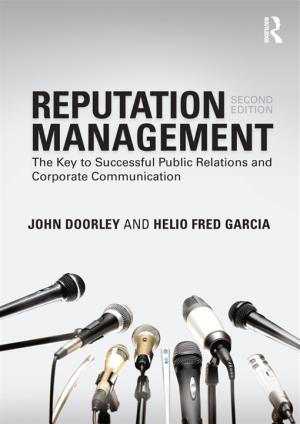 Routledge
REPUTATION
SECOND
EDITION
MANAGEMENT
The Key to Successful Public Relations and
Corporate Communication
JOHN DOORLEY AND HELIO FRED GARCIA